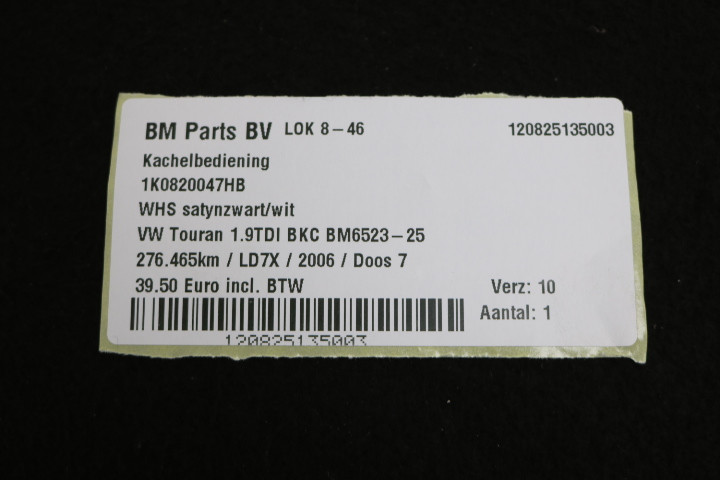 BM Parts BV LOK 8-46 120825135003
Kachelbediening
1K0820047HB
WHS satynzwart/wit
VW Touran 1.9TDI BKC BM6523-25
276.465km / LD7X / 2006 / Doos 7
39.50 Euro incl. BTW Verz: 10
Aantal: 1
120825135003